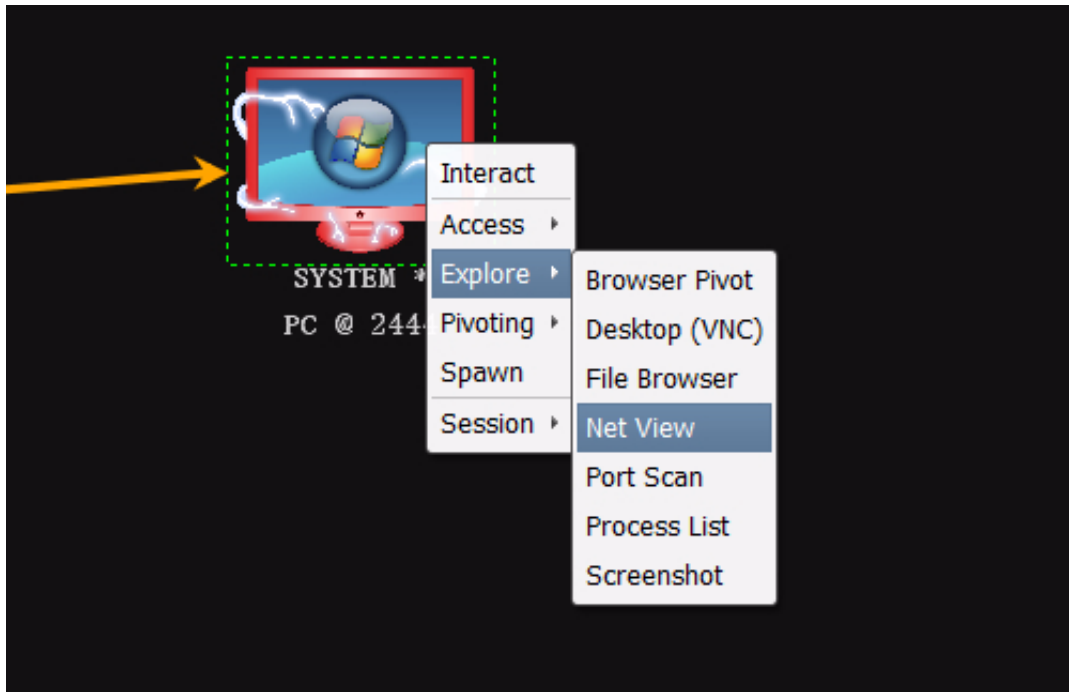 Interact
Access
SYSTEM *
Explore
Browser Pivot
PC @ 244
Pivoting
Desktop (VNC)
Spawn
File Browser
Session
Net View
Port Scan
Process List
Screenshot